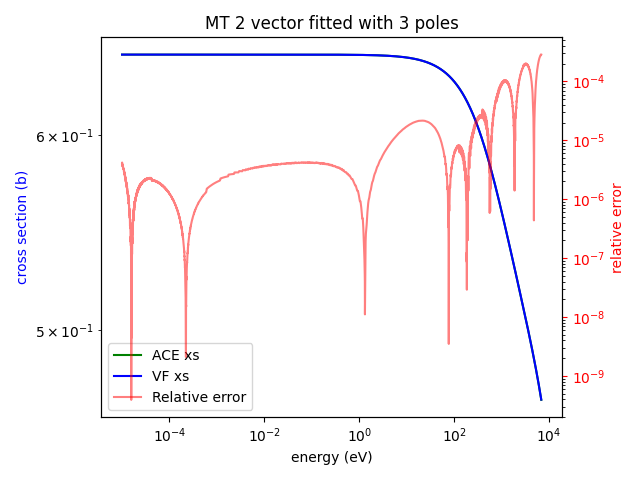 MT 2 vector fitted with 3 poles
cross section (b)
6 × 10⁻¹
5 × 10⁻¹
10⁻⁴
10⁻⁵
10⁻⁶
10⁻⁷
10⁻⁸
10⁻⁹
relative error
ACE xs
VF xs
Relative error
10⁻⁴ 10⁻² 10⁰ 10² 10⁴
energy (eV)